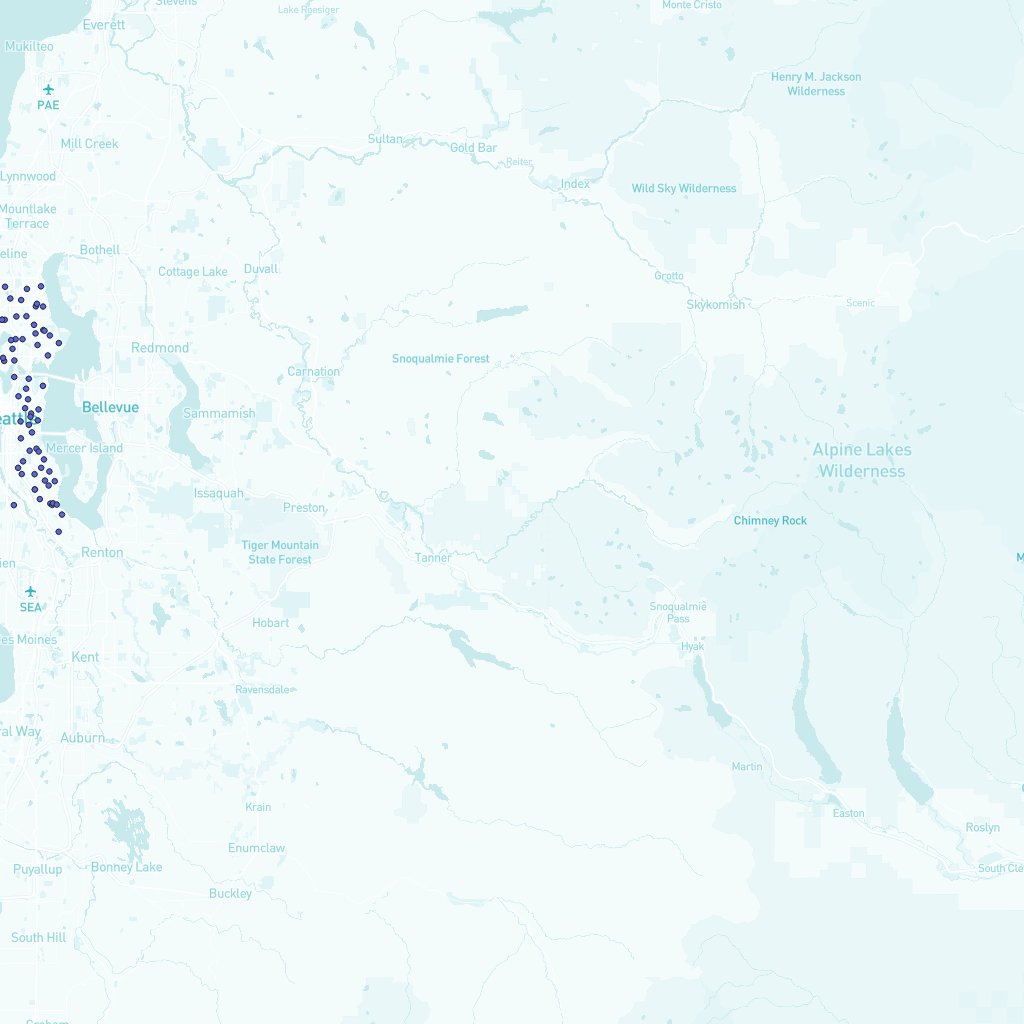 Stevens
Lake Roesiger
Monte Cristo
Everett
Mukilteo
Henry M. Jackson
Wilderness
PAE
Mill Creek
Sultan
Gold Bar
Reiter
Lynnwood
Index
Wild Sky Wilderness
Mountlake
Terrace
eline
Bothell
Cottage Lake
Duvall
Grotto
Skykomish
Scenic
Redmond
Snoqualmie Forest
Carnation
Bellevue
Sammamish
eattle
Mercer Island
Alpine Lakes
Wilderness
Issaquah
Preston
Chimney Rock
Tiger Mountain
State Forest
Renton
Tanner
M
ien
SEA
Snoqualmie
Pass
Hobart
es Moines
Hyak
Kent
Ravensdale
ral Way
Auburn
Martin
Krain
Easton
Roslyn
Enumclaw
Puyallup
Bonney Lake
South Cle
Buckley
South Hill
Graham